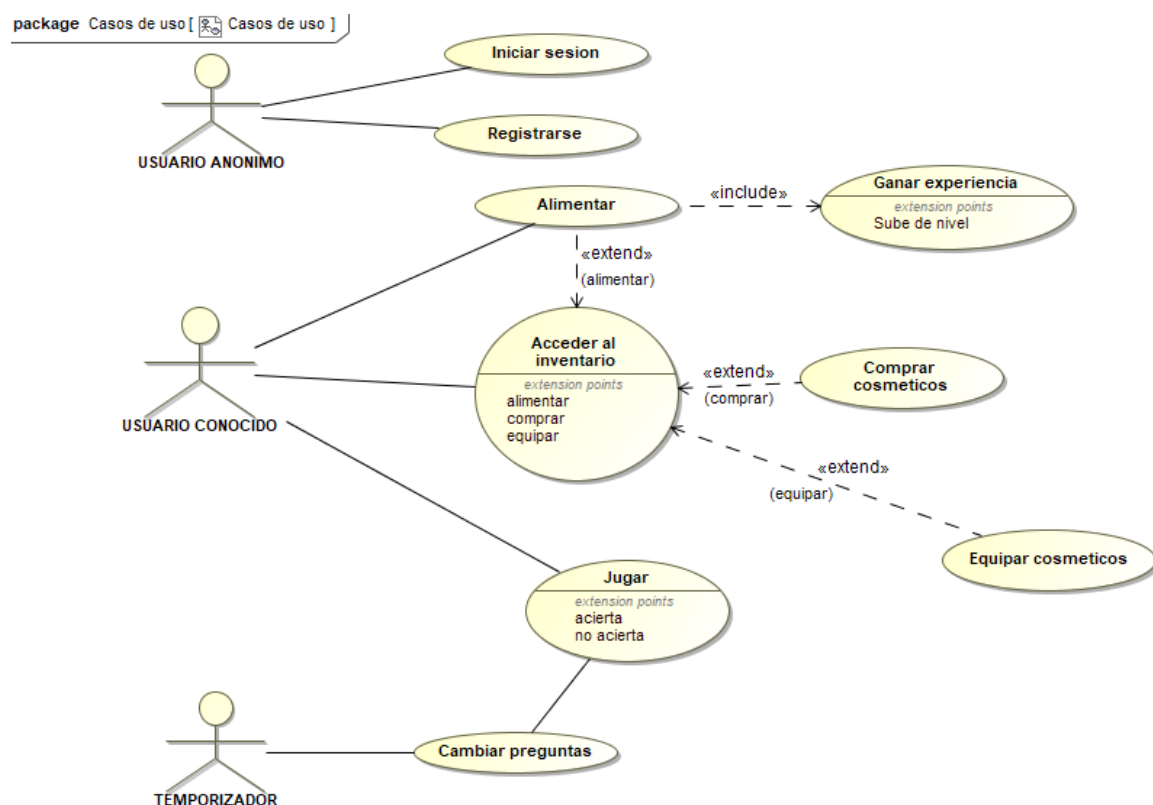 package Casos de uso [ Casos de uso ]
Iniciar sesion
Registrarse
USUARIO ANONIMO
Alimentar
«include»
Ganar experiencia
extension points
Sube de nivel
«extend»
(alimentar)
Acceder al
inventario
extension points
alimentar
comprar
equipar
«extend»
(comprar)
Comprar
cosmeticos
USUARIO CONOCIDO
«extend»
(equipar)
Equipar cosmeticos
Jugar
extension points
acierta
no acierta
Cambiar preguntas
TEMPORIZADOR